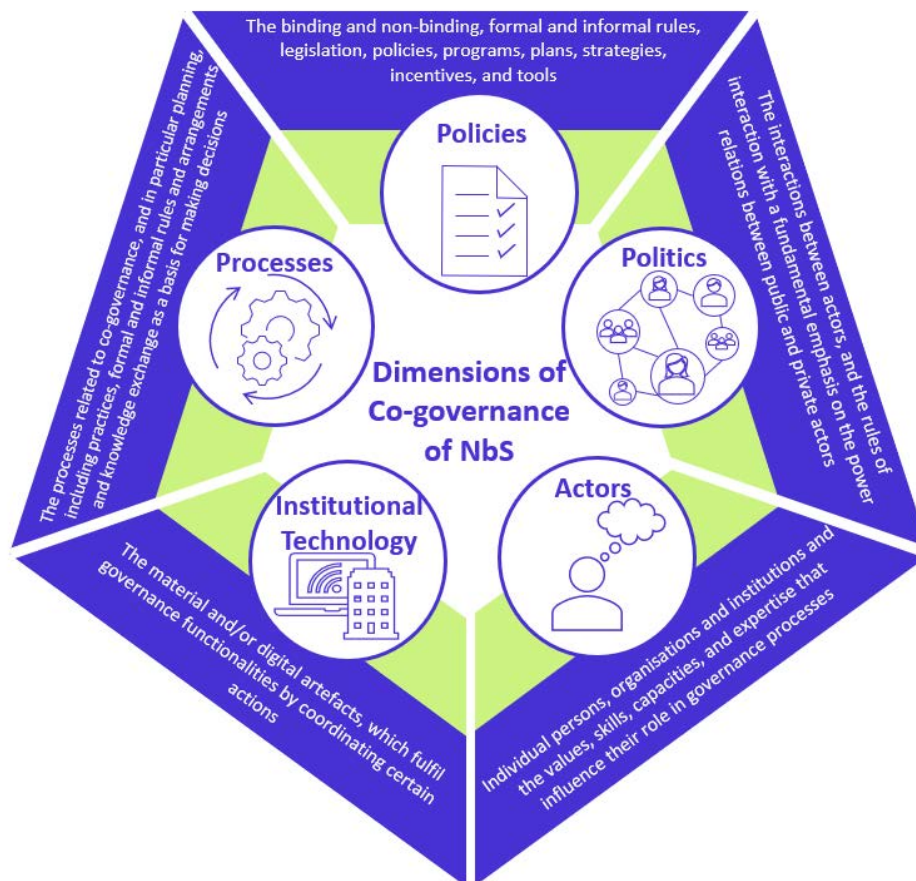 The binding and non-binding, formal and informal rules,
legislation, policies, programs, plans, strategies,
incentives, and tools
Policies
The interactions between actors, and the rules of
interaction with a fundamental emphasis on the power
relations between public and private actors
Politics
Individual persons, organisations and institutions and
the values, skills, capacities, and expertise that
influence their role in governance processes
Actors
The material and/or digital artefacts, which fulfil
governance functionalities by coordinating certain
actions
Institutional
Technology
The processes related to co-governance, and in particular planning,
including practices, formal and informal rules and arrangements
and knowledge exchange as a basis for making decisions
Processes
Dimensions of
Co-governance
of NbS